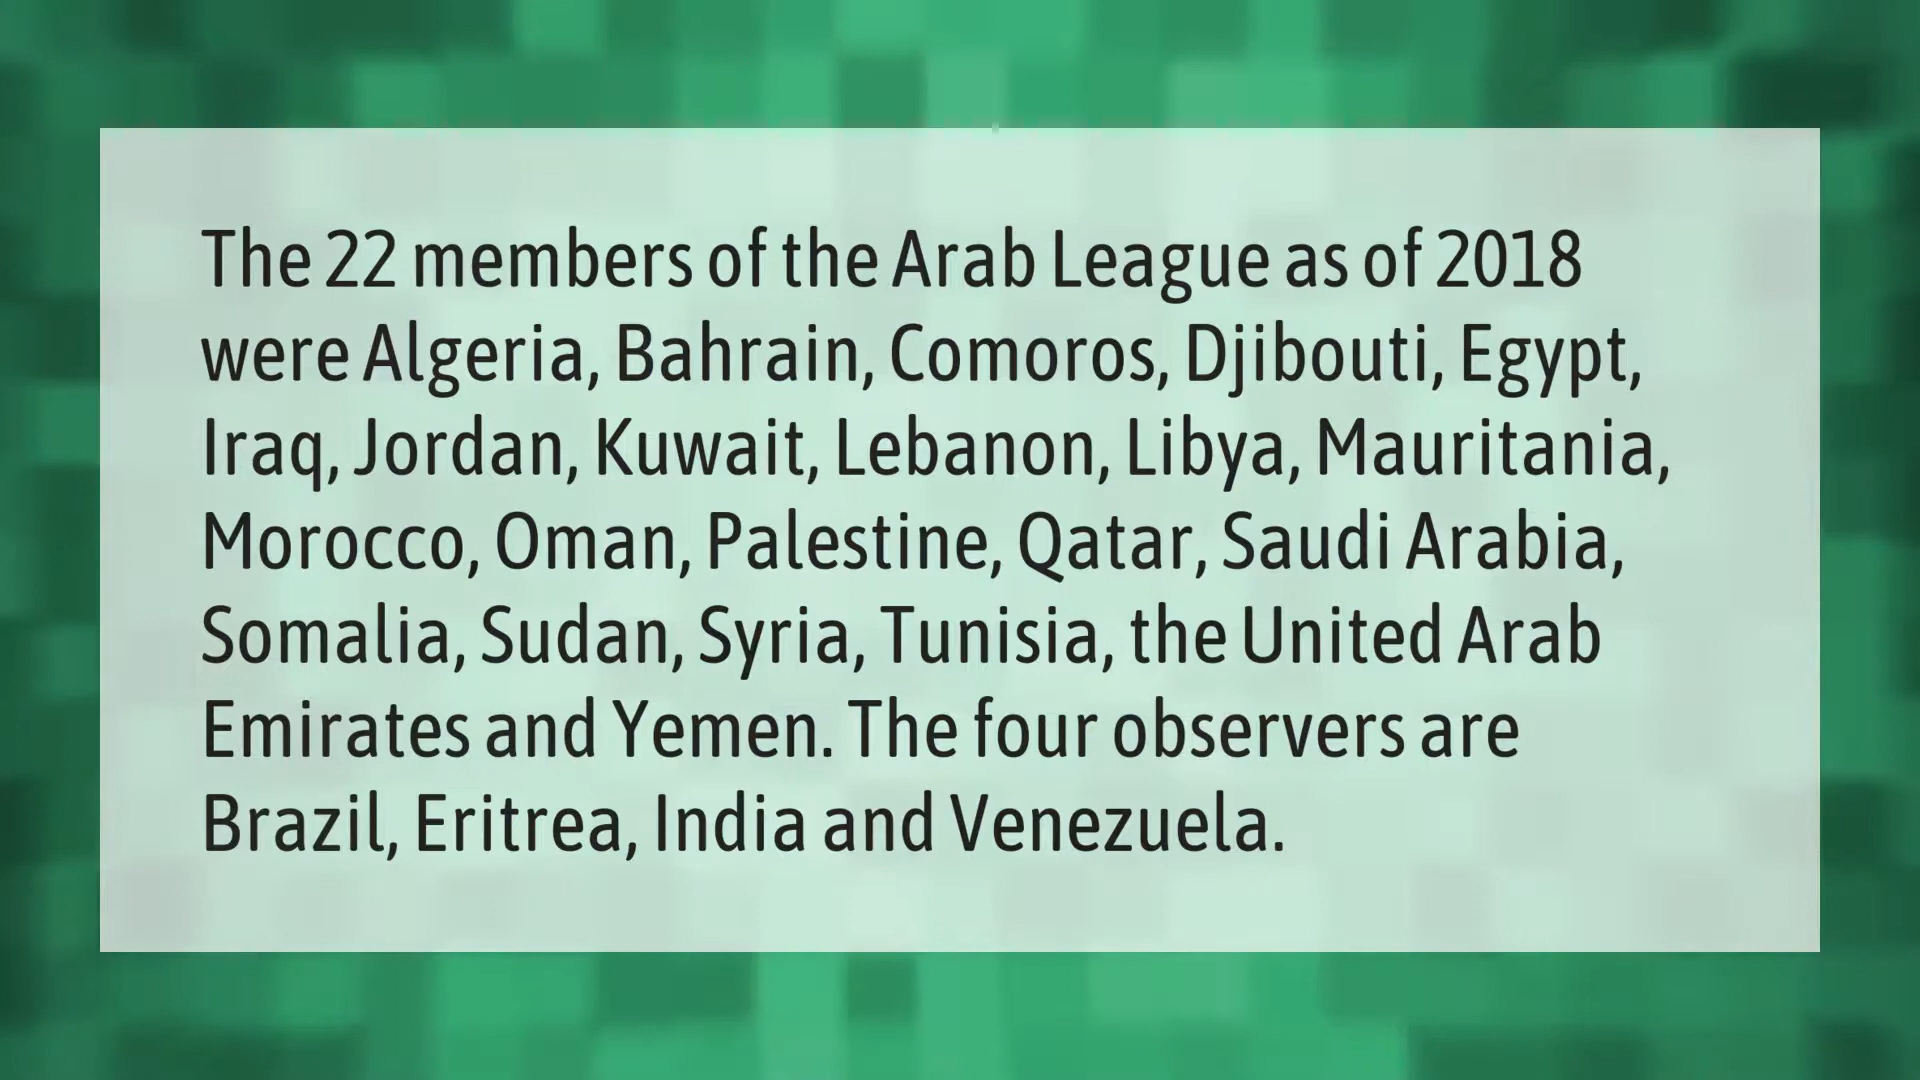 The 22 members of the Arab League as of 2018
were Algeria, Bahrain, Comoros, Djibouti, Egypt,
Iraq, Jordan, Kuwait, Lebanon, Libya, Mauritania,
Morocco, Oman, Palestine, Qatar, Saudi Arabia,
Somalia, Sudan, Syria, Tunisia, the United Arab
Emirates and Yemen. The four observers are
Brazil, Eritrea, India and Venezuela.